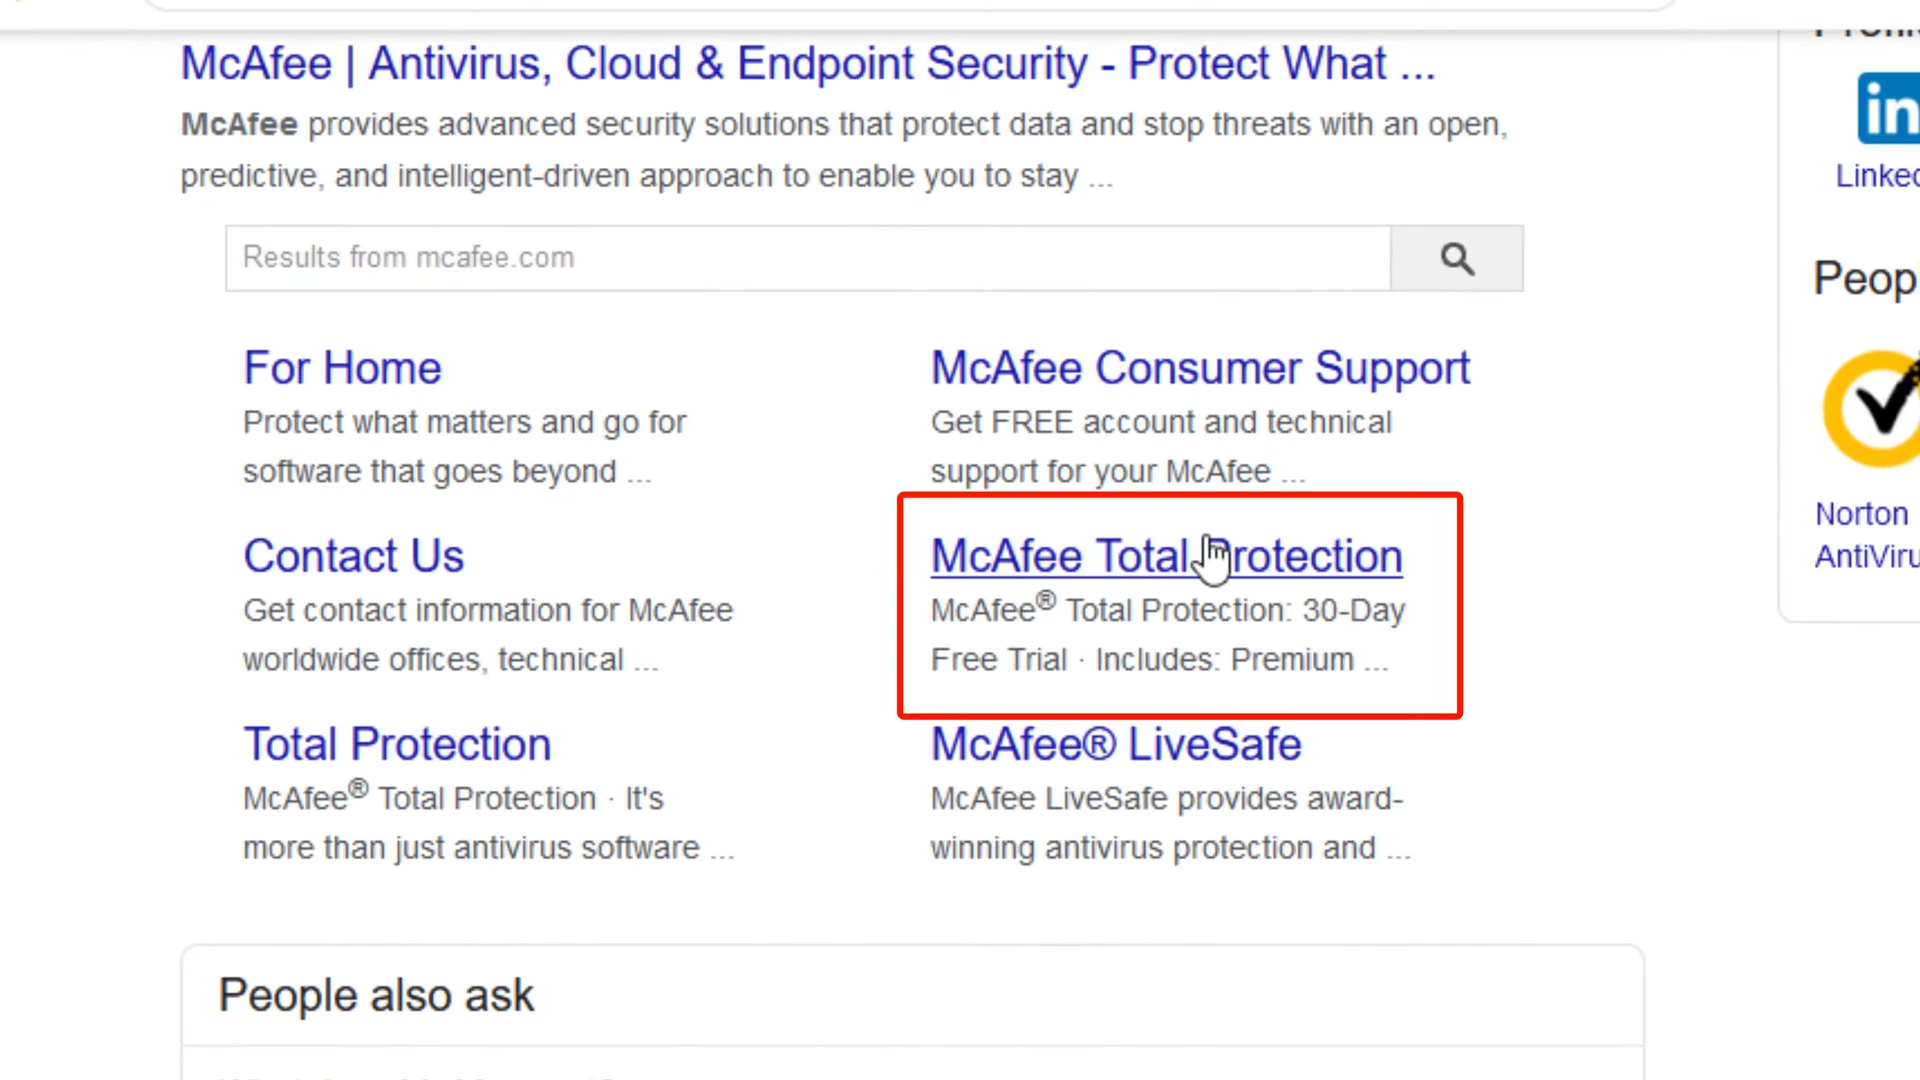 McAfee | Antivirus, Cloud & Endpoint Security - Protect What ...
McAfee provides advanced security solutions that protect data and stop threats with an open,
predictive, and intelligent-driven approach to enable you to stay ...
Results from mcafee.com
For Home
Protect what matters and go for
software that goes beyond ...
McAfee Consumer Support
Get FREE account and technical
support for your McAfee ...
Contact Us
Get contact information for McAfee
worldwide offices, technical ...
McAfee Total Protection
McAfee® Total Protection: 30-Day
Free Trial · Includes: Premium ...
Total Protection
McAfee® Total Protection · It's
more than just antivirus software ...
McAfee® LiveSafe
McAfee LiveSafe provides award-
winning antivirus protection and ...
People also ask
in
Norton